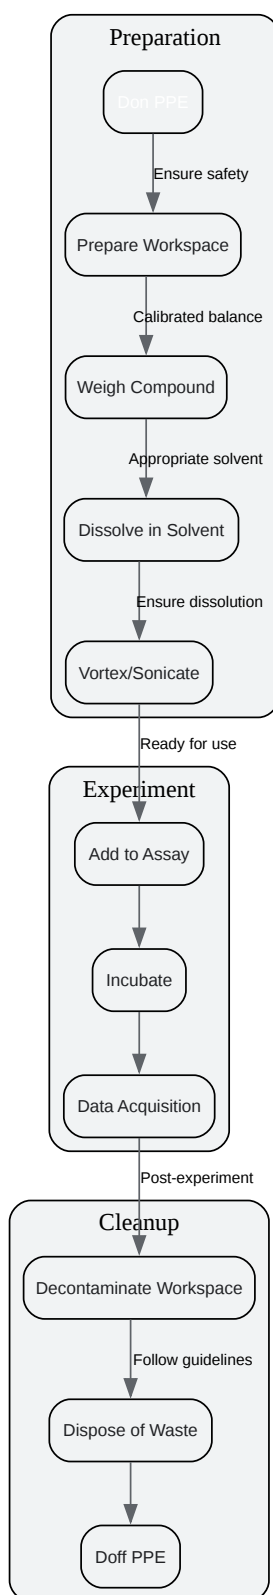 Preparation
Don PPE
Ensure safety
Prepare Workspace
Calibrated balance
Weigh Compound
Appropriate solvent
Dissolve in Solvent
Ensure dissolution
Vortex/Sonicate
Ready for use
Experiment
Add to Assay
Incubate
Data Acquisition
Post-experiment
Cleanup
Decontaminate Workspace
Follow guidelines
Dispose of Waste
Doff PPE